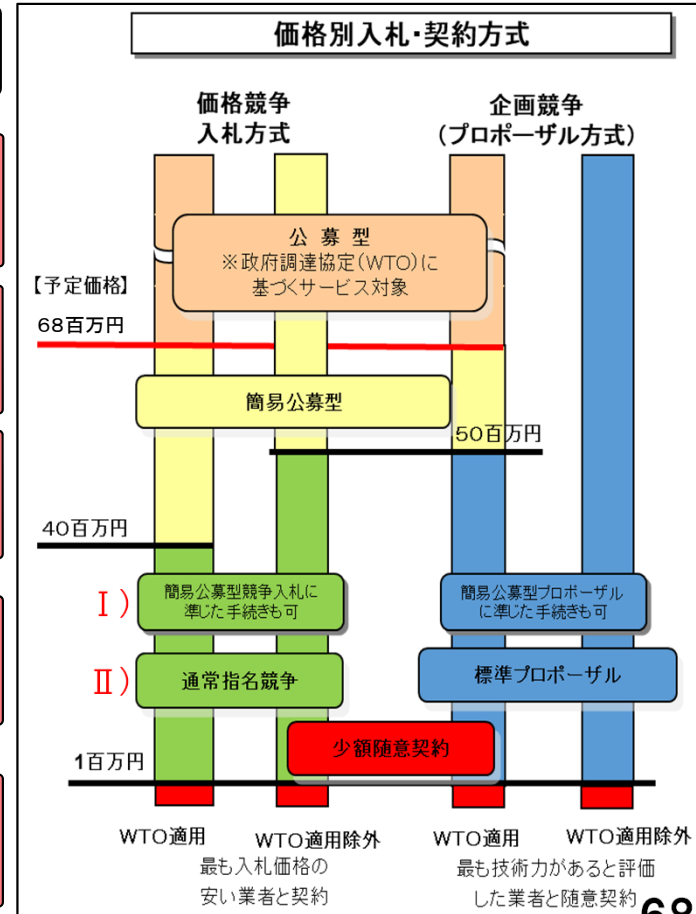 価格別入札・契約方式
価格競争
入札方式
企画競争
(プロポーザル方式)
公 募 型
※政府調達協定(WTO)に
基づくサービス対象
【予定価格】
68百万円
簡易公募型
50百万円
40百万円
Ⅰ)
簡易公募型競争入札に
準じた手続きも可
簡易公募型プロポーザル
に準じた手続きも可
Ⅱ)
通常指名競争
標準プロポーザル
少額随意契約
1百万円
WTO適用
WTO適用除外
WTO適用
WTO適用除外
最も入札価格の
安い業者と契約
最も技術力があると評価
した業者と随意契約
68